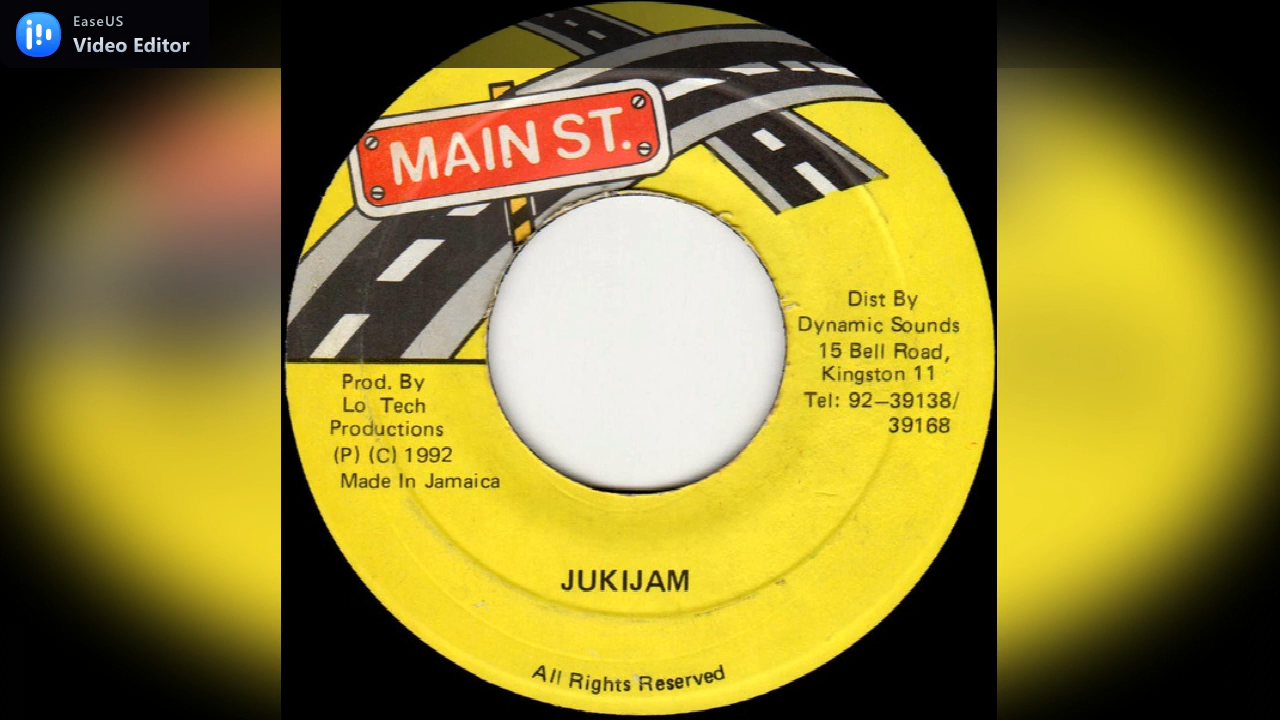 EaseUS
Video Editor
MAIN ST.
Dist By
Dynamic Sounds
15 Bell Road,
Kingston 11
Tel: 92–39138/
39168
Prod. By
Lo Tech
Productions
(P) (C) 1992
Made In Jamaica
JUKIJAM
All Rights Reserved